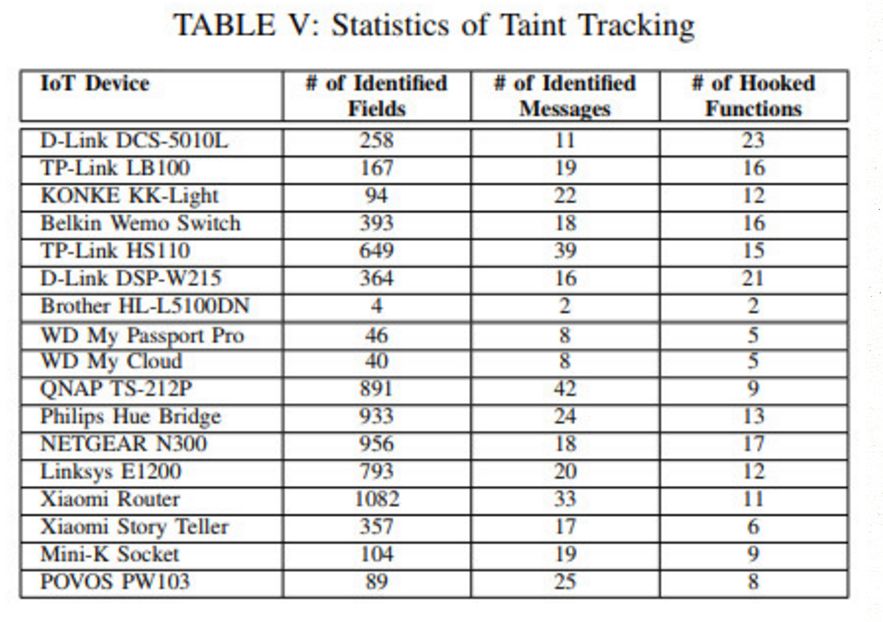 TABLE V: Statistics of Taint Tracking
IoT Device # of Identified Fields # of Identified Messages # of Hooked Functions
D-Link DCS-5010L 258 11 23
TP-Link LB100 167 19 16
KONKE KK-Light 94 22 12
Belkin Wemo Switch 393 18 16
TP-Link HS110 649 39 15
D-Link DSP-W215 364 16 21
Brother HL-L5100DN 4 2 2
WD My Passport Pro 46 8 5
WD My Cloud 40 8 5
QNAP TS-212P 891 42 9
Philips Hue Bridge 933 24 13
NETGEAR N300 956 18 17
Linksys E1200 793 20 12
Xiaomi Router 1082 33 11
Xiaomi Story Teller 357 17 6
Mini-K Socket 104 19 9
POVOS PW103 89 25 8